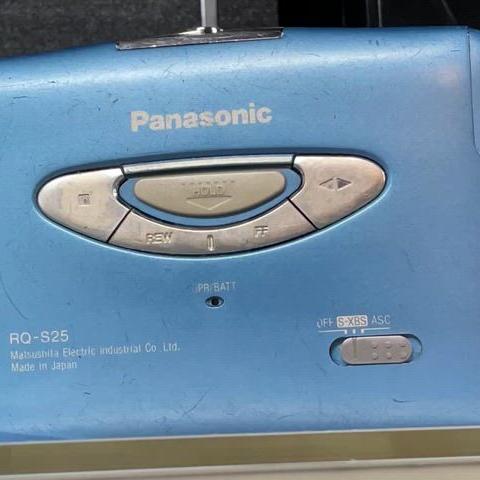 Panasonic
HOLD
REW FF
OPR/BATT
OFF S-XBS ASC
RQ-S25
Matsushita Electric Industrial Co. Ltd.
Made in Japan